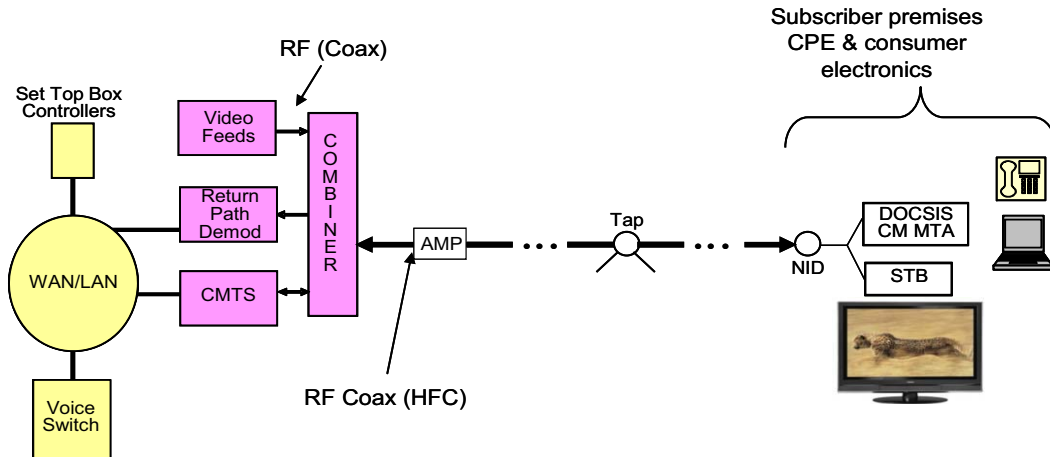 Subscriber premises
CPE & consumer
electronics
RF (Coax)
Set Top Box
Controllers
Video
Feeds
COMBINER
Return
Path
Demod
WAN/LAN
CMTS
AMP
Tap
NID
DOCSIS
CM MTA
STB
RF Coax (HFC)
Voice
Switch